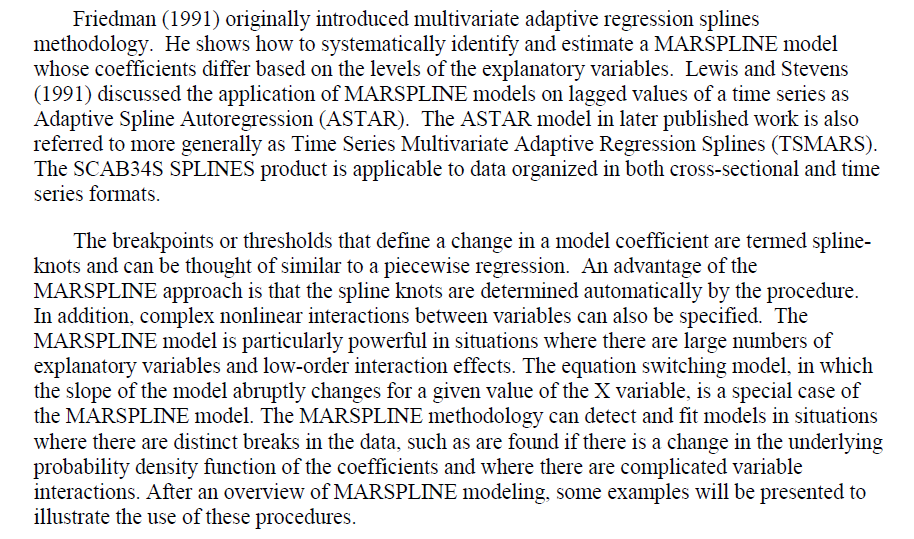 Friedman (1991) originally introduced multivariate adaptive regression splines
methodology.  He shows how to systematically identify and estimate a MARSPLINE model
whose coefficients differ based on the levels of the explanatory variables.  Lewis and Stevens
(1991) discussed the application of MARSPLINE models on lagged values of a time series as
Adaptive Spline Autoregression (ASTAR).  The ASTAR model in later published work is also
referred to more generally as Time Series Multivariate Adaptive Regression Splines (TSMARS).
The SCAB34S SPLINES product is applicable to data organized in both cross-sectional and time
series formats.
The breakpoints or thresholds that define a change in a model coefficient are termed spline-
knots and can be thought of similar to a piecewise regression.  An advantage of the
MARSPLINE approach is that the spline knots are determined automatically by the procedure.
In addition, complex nonlinear interactions between variables can also be specified.  The
MARSPLINE model is particularly powerful in situations where there are large numbers of
explanatory variables and low-order interaction effects. The equation switching model, in which
the slope of the model abruptly changes for a given value of the X variable, is a special case of
the MARSPLINE model. The MARSPLINE methodology can detect and fit models in situations
where there are distinct breaks in the data, such as are found if there is a change in the underlying
probability density function of the coefficients and where there are complicated variable
interactions. After an overview of MARSPLINE modeling, some examples will be presented to
illustrate the use of these procedures.